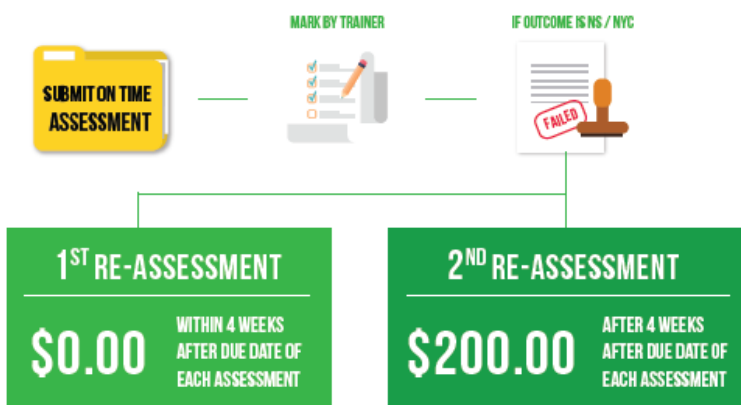 MARK BY TRAINER
IF OUTCOME IS NS / NYC
SUBMIT ON TIME
ASSESSMENT
FAILED
1ST RE-ASSESSMENT
$0.00
WITHIN 4 WEEKS
AFTER DUE DATE OF
EACH ASSESSMENT
2ND RE-ASSESSMENT
$200.00
AFTER 4 WEEKS
AFTER DUE DATE OF
EACH ASSESSMENT